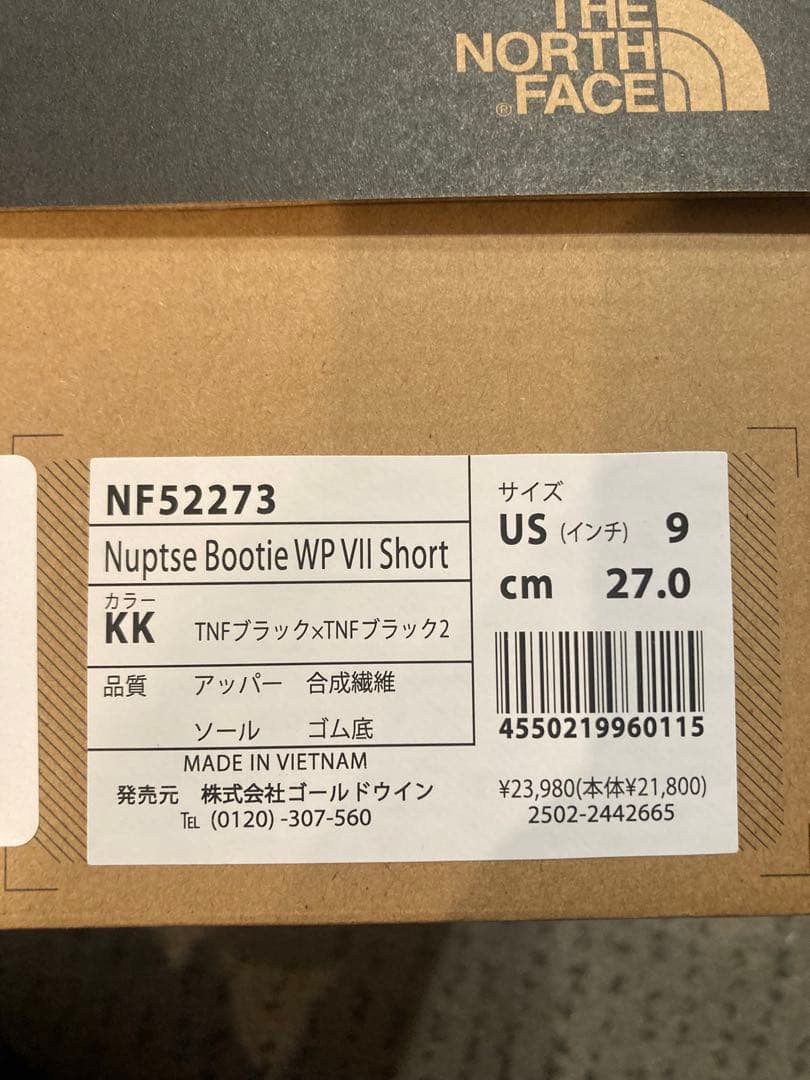 THE
NORTH
® FACE
NF52273
Nuptse Bootie WP VII Short
カラー
KK TNFブラック×TNFブラック2
品質 アッパー 合成繊維
ソール ゴム底
MADE IN VIETNAM
発売元 株式会社ゴールドウイン
TEL (0120) -307-560
サイズ
US (インチ) 9
cm 27.0
4550219960115
¥23,980(本体¥21,800)
2502-2442665